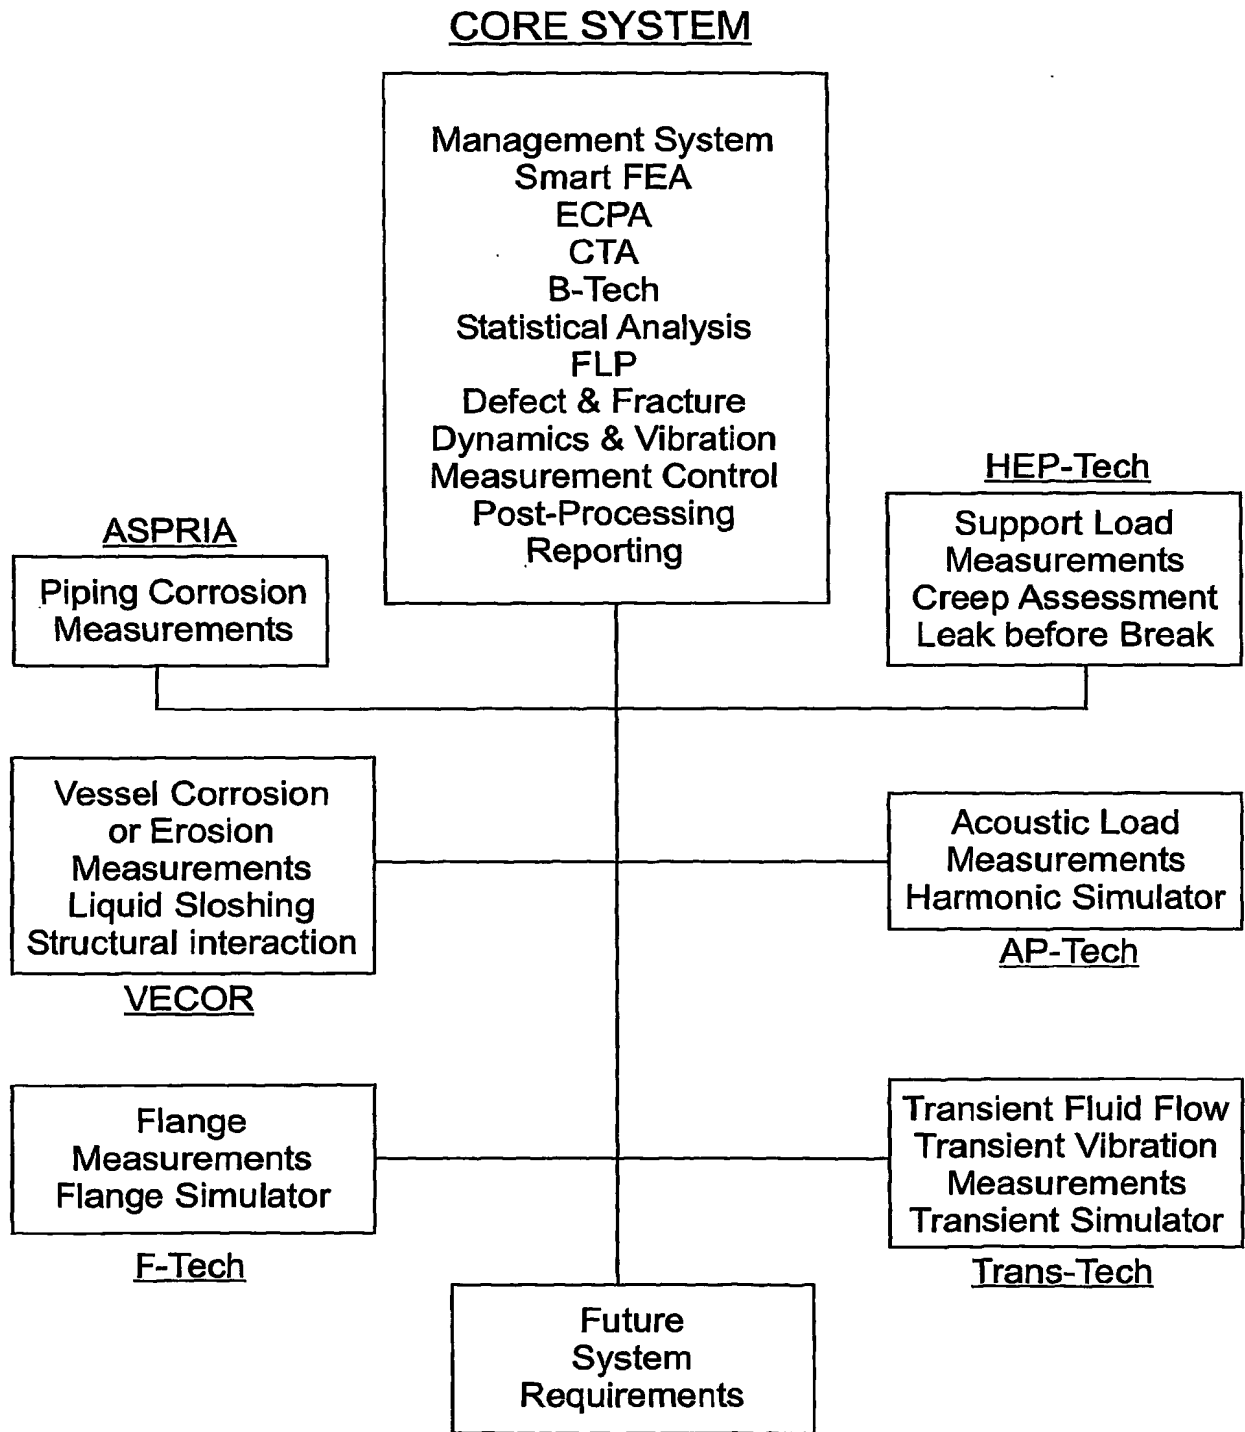 CORE SYSTEM
Management System
Smart FEA
ECPA
CTA
B-Tech
Statistical Analysis
FLP
Defect & Fracture
Dynamics & Vibration
Measurement Control
Post-Processing
Reporting
ASPRIA
Piping Corrosion
Measurements
HEP-Tech
Support Load
Measurements
Creep Assessment
Leak before Break
Vessel Corrosion
or Erosion
Measurements
Liquid Sloshing
Structural interaction
VECOR
Acoustic Load
Measurements
Harmonic Simulator
AP-Tech
Flange
Measurements
Flange Simulator
F-Tech
Transient Fluid Flow
Transient Vibration
Measurements
Transient Simulator
Trans-Tech
Future
System
Requirements